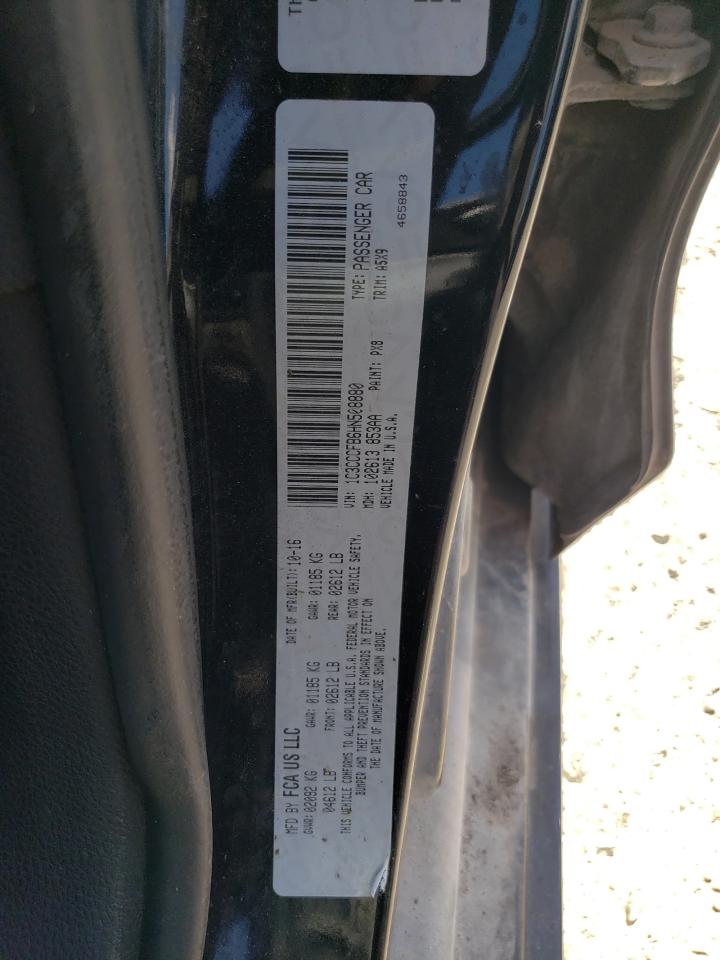 TH
MFD BY FCA US LLC
DATE OF MFR(BUILT): 10-16
GVWR: 02092 KG
GAWR: 01185 KG
GAWR: 01185 KG
04612 LB
FRONT: 02612 LB
REAR: 02612 LB
THIS VEHICLE CONFORMS TO ALL APPLICABLE U.S.A. FEDERAL MOTOR VEHICLE SAFETY,
BUMPER AND THEFT PREVENTION STANDARDS IN EFFECT ON
THE DATE OF MANUFACTURE SHOWN ABOVE.
VIN: 1C3CCCFB6HN508880
TYPE: PASSENGER CAR
MDH: 102613 853AA
PAINT: PX8
TRIM: A5X9
VEHICLE MADE IN U.S.A.
4658843